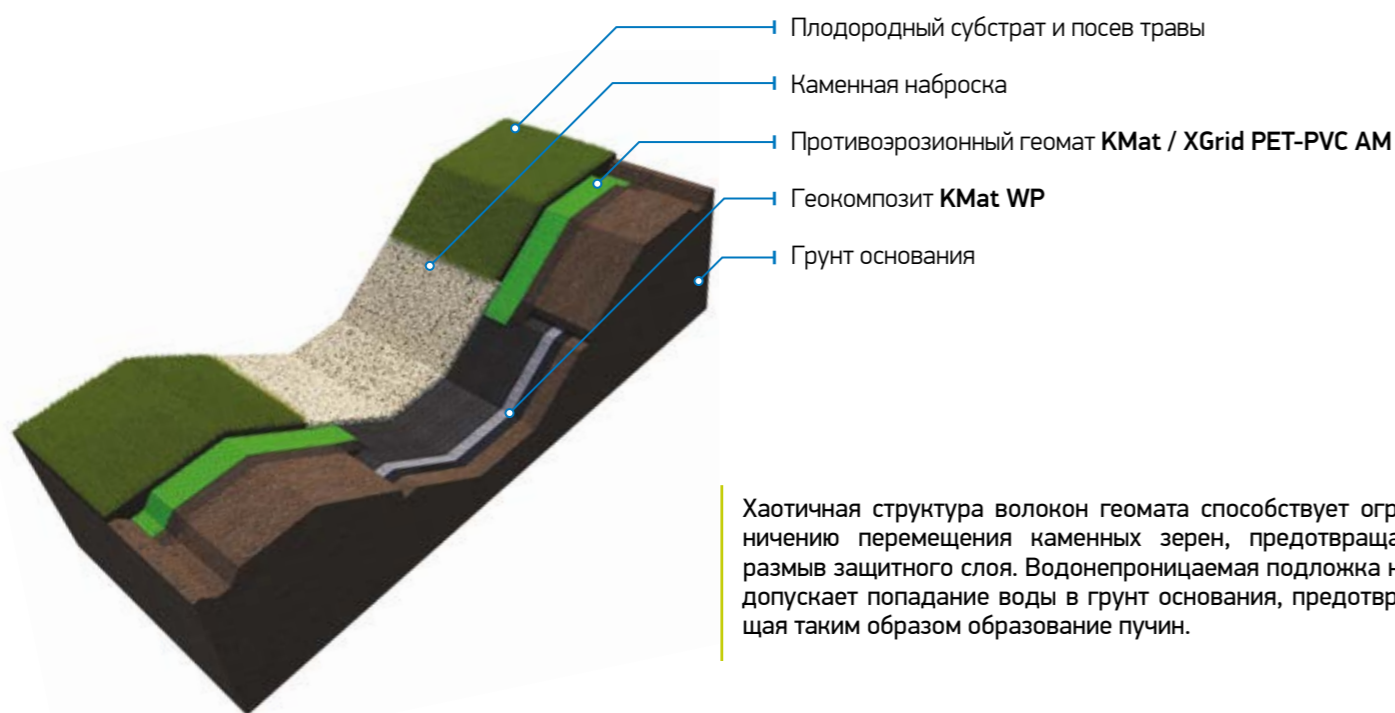 Плодородный субстрат и посев травы
Каменная наброска
Противоэрозионный геомат KMat / XGrid PET-PVC AM
Геокомпозит KMat WP
Грунт основания
Хаотичная структура волокон геомата способствует огр
ничению перемещения каменных зерен, предотвраща
размыв защитного слоя. Водонепроницаемая подложка н
допускает попадание воды в грунт основания, предотвр
щая таким образом образование пучин.